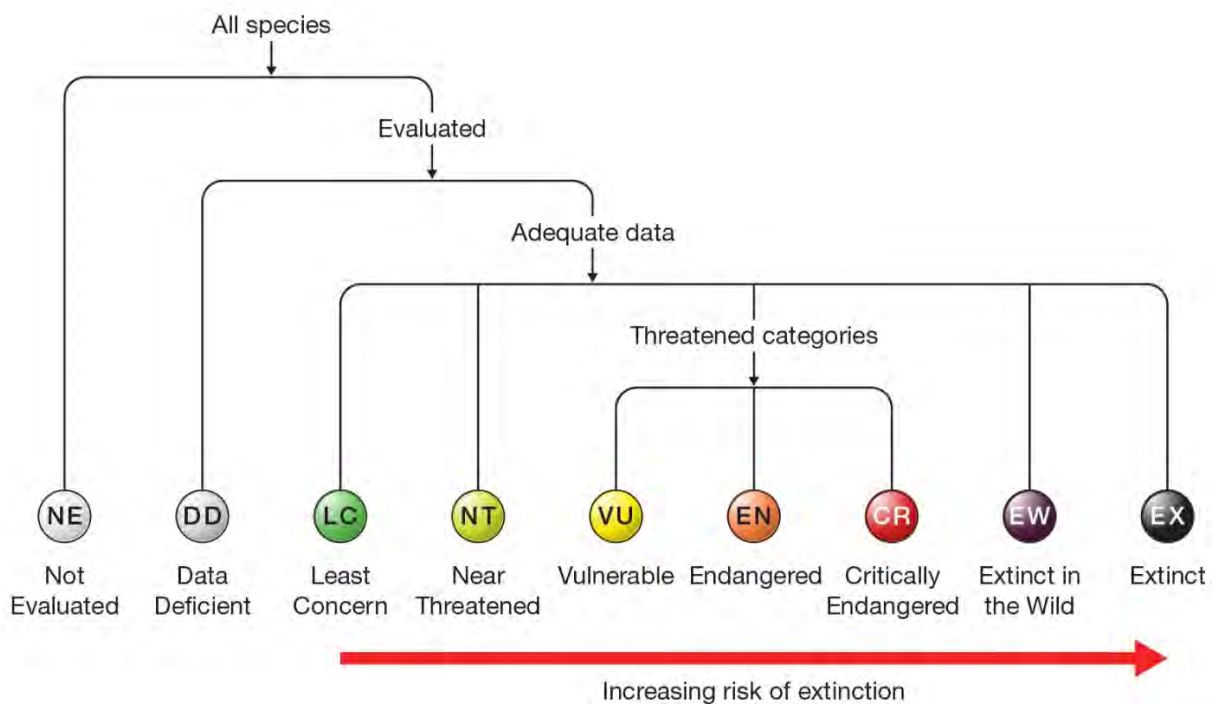 All species
Evaluated
Adequate data
Threatened categories
NE
DD
LC
NT
VU
EN
CR
EW
EX
Not
Evaluated
Data
Deficient
Least
Concern
Near
Threatened
Vulnerable
Endangered
Critically
Endangered
Extinct in
the Wild
Extinct
Increasing risk of extinction